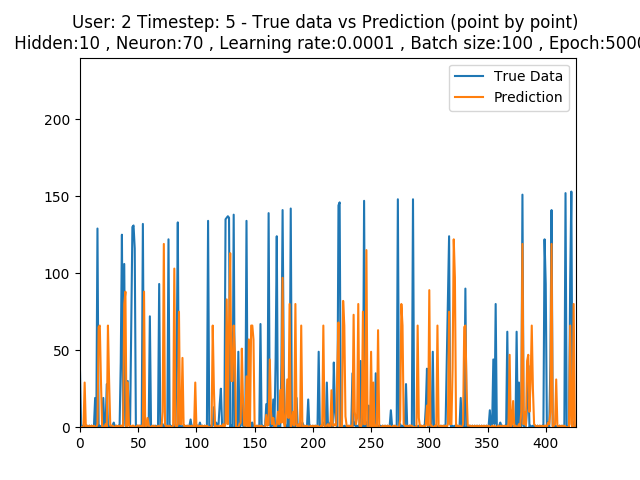 User: 2 Timestep: 5 - True data vs Prediction (point by point)
Hidden:10 , Neuron:70 , Learning rate:0.0001 , Batch size:100 , Epoch:5000
True Data
Prediction
200
150
100
50
0
0 50 100 150 200 250 300 350 400